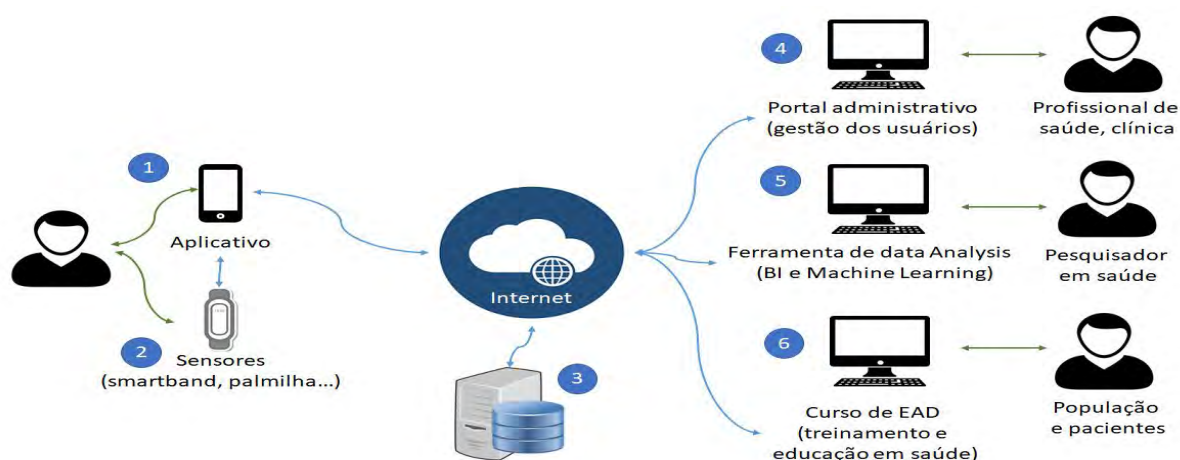 1
Aplicativo
2
Sensores
(smartband, palmilha...)
Internet
3
4
Portal administrativo
(gestão dos usuários)
Profissional de
saúde, clínica
5
Ferramenta de data Analysis
(BI e Machine Learning)
Pesquisador
em saúde
6
Curso de EAD
(treinamento e
educação em saúde)
População
e pacientes